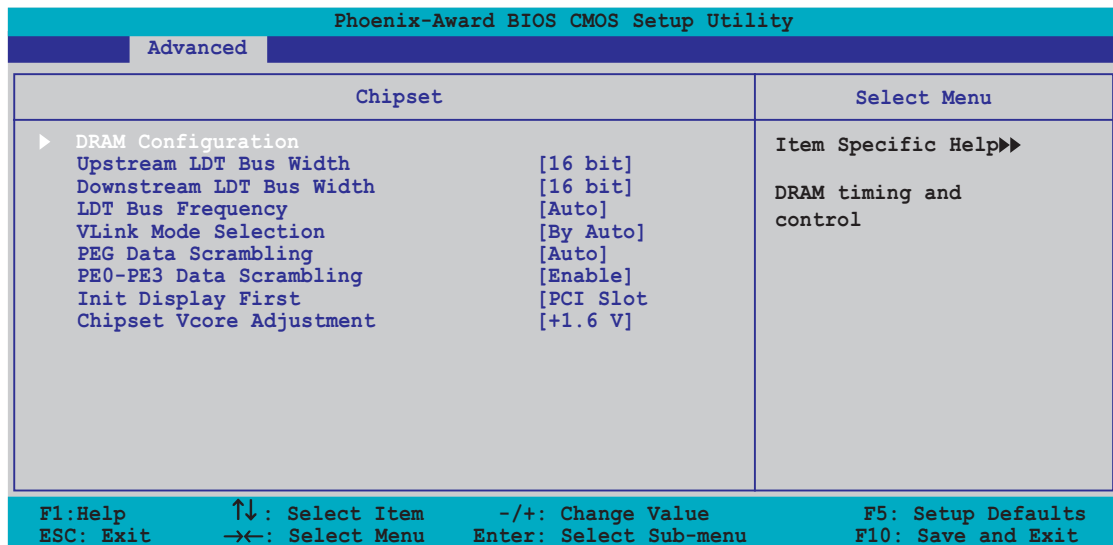 Phoenix-Award BIOS CMOS Setup Utility
Advanced
Chipset
Select Menu
DRAM Configuration
Upstream LDT Bus Width [16 bit]
Downstream LDT Bus Width [16 bit]
LDT Bus Frequency [Auto]
VLink Mode Selection [By Auto]
PEG Data Scrambling [Auto]
PE0-PE3 Data Scrambling [Enable]
Init Display First [PCI Slot
Chipset Vcore Adjustment [+1.6 V]
Item Specific Help▶▶
DRAM timing and
control
F1:Help ↑↓: Select Item -/+: Change Value F5: Setup Defaults
ESC: Exit →←: Select Menu Enter: Select Sub-menu F10: Save and Exit